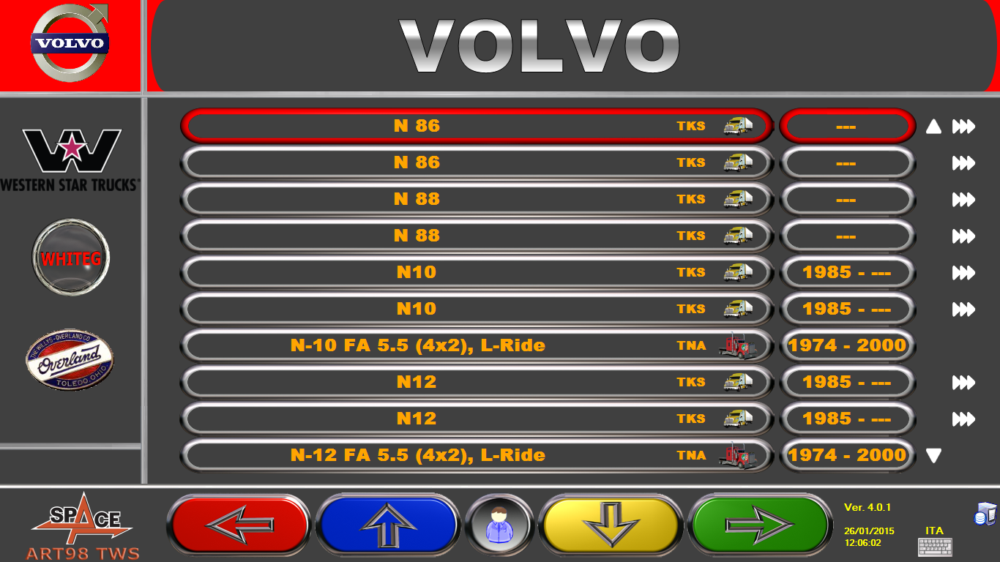 VOLVO
VOLVO
WESTERN STAR TRUCKS
WHITEG
THE WILLYS-OVERLAND CO
Overland
TOLEDO, OHIO.
N 86 TKS ---
N 86 TKS ---
N 88 TKS ---
N 88 TKS ---
N10 TKS 1985 - ---
N10 TKS 1985 - ---
N-10 FA 5.5 (4x2), L-Ride TNA 1974 - 2000
N12 TKS 1985 - ---
N12 TKS 1985 - ---
N-12 FA 5.5 (4x2), L-Ride TNA 1974 - 2000
SPACE
ART98 TWS
Ver. 4.0.1
26/01/2015
12:06:02
ITA